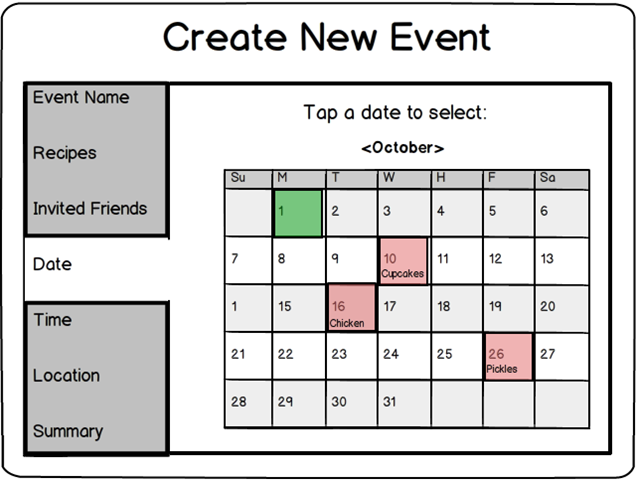 Create New Event
Event Name
Recipes
Invited Friends
Date
Time
Location
Summary
Tap a date to select:
<October>
Su M T W H F Sa
1 2 3 4 5 6
7 8 9 10 11 12 13
Cupcakes
1 15 16 17 18 19 20
Chicken
21 22 23 24 25 26 27
Pickles
28 29 30 31